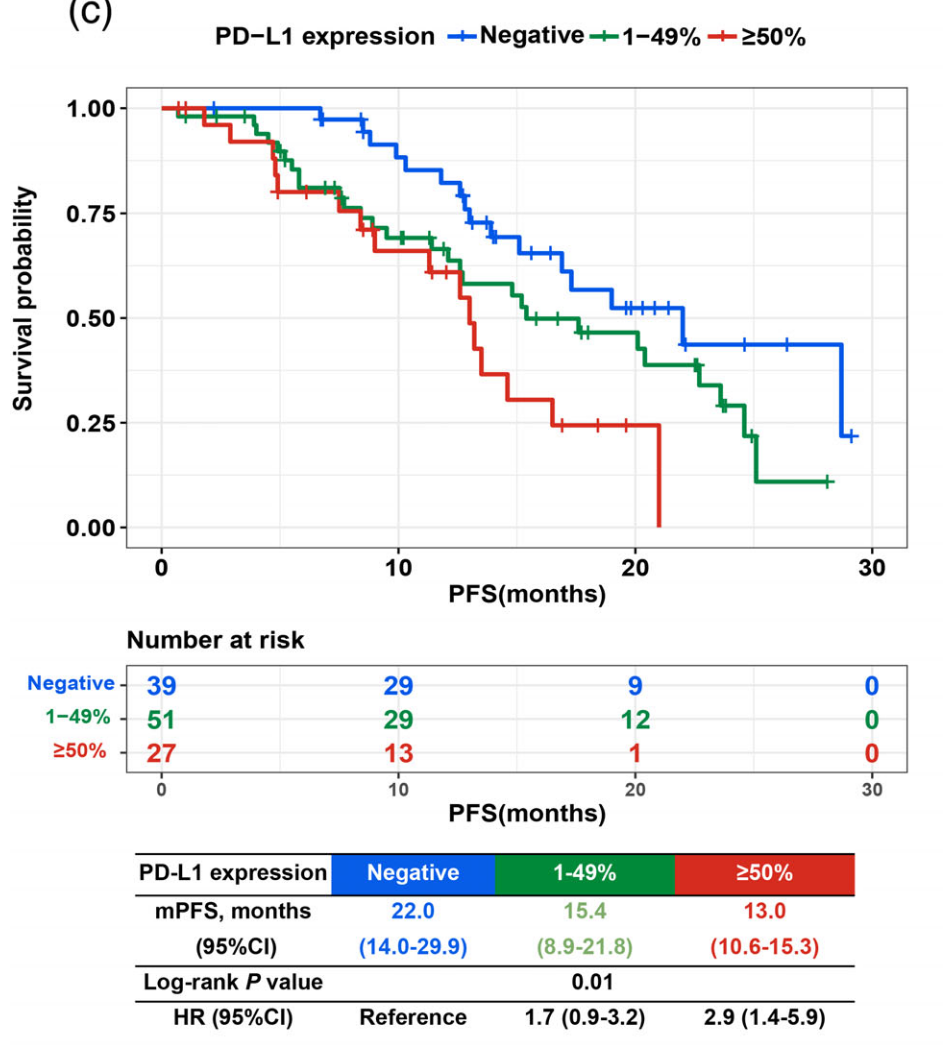 (c)
PD−L1 expression Negative 1−49% ≥50%
1.00
0.75
0.50
0.25
0.00
Survival probability
0 10 20 30
PFS(months)
Number at risk
Negative 39 29 9 0
1−49% 51 29 12 0
≥50% 27 13 1 0
0 10 20 30
PFS(months)
PD-L1 expression Negative 1-49% ≥50%
mPFS, months 22.0 15.4 13.0
(95%CI) (14.0-29.9) (8.9-21.8) (10.6-15.3)
Log-rank P value 0.01
HR (95%CI) Reference 1.7 (0.9-3.2) 2.9 (1.4-5.9)